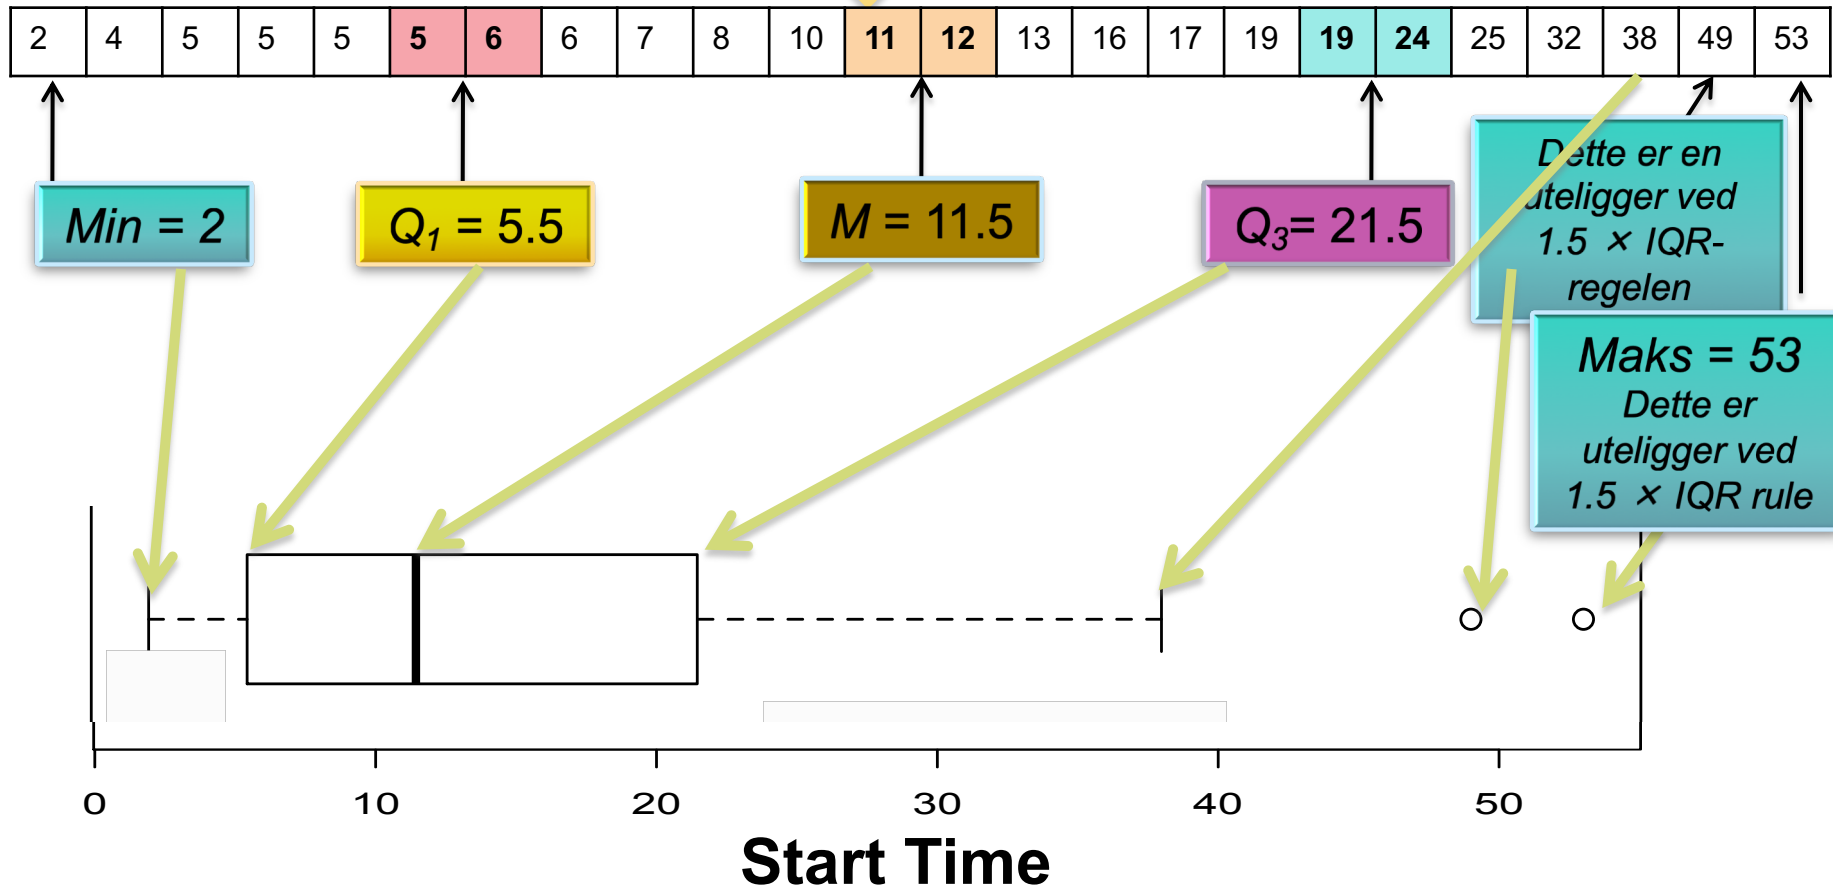 2 4 5 5 5 5 6 6 7 8 10 11 12 13 16 17 19 19 24 25 32 38 49 53
Min = 2
Q1 = 5.5
M = 11.5
Q3= 21.5
Dette er en
uteligger ved
1.5 × IQR-
regelen
Maks = 53
Dette er
uteligger ved
1.5 × IQR rule
0 10 20 30 40 50
Start Time